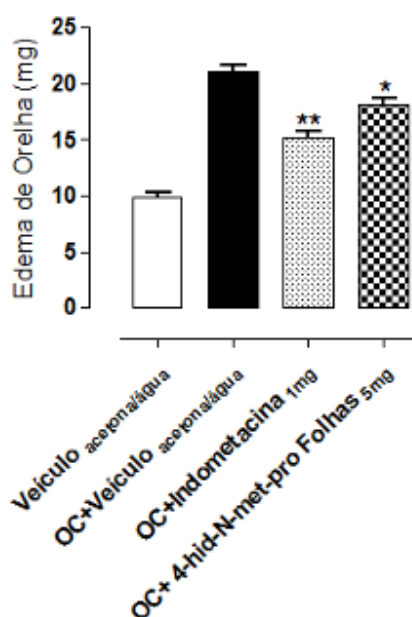 Edema de Orelha (mg)
25
20
15
10
5
0
**
*
Veículo acetona/água
OC+Veículo acetona/água
OC+Indometacina 1mg
OC+ 4-hid-N-met-pro Folhas 5mg